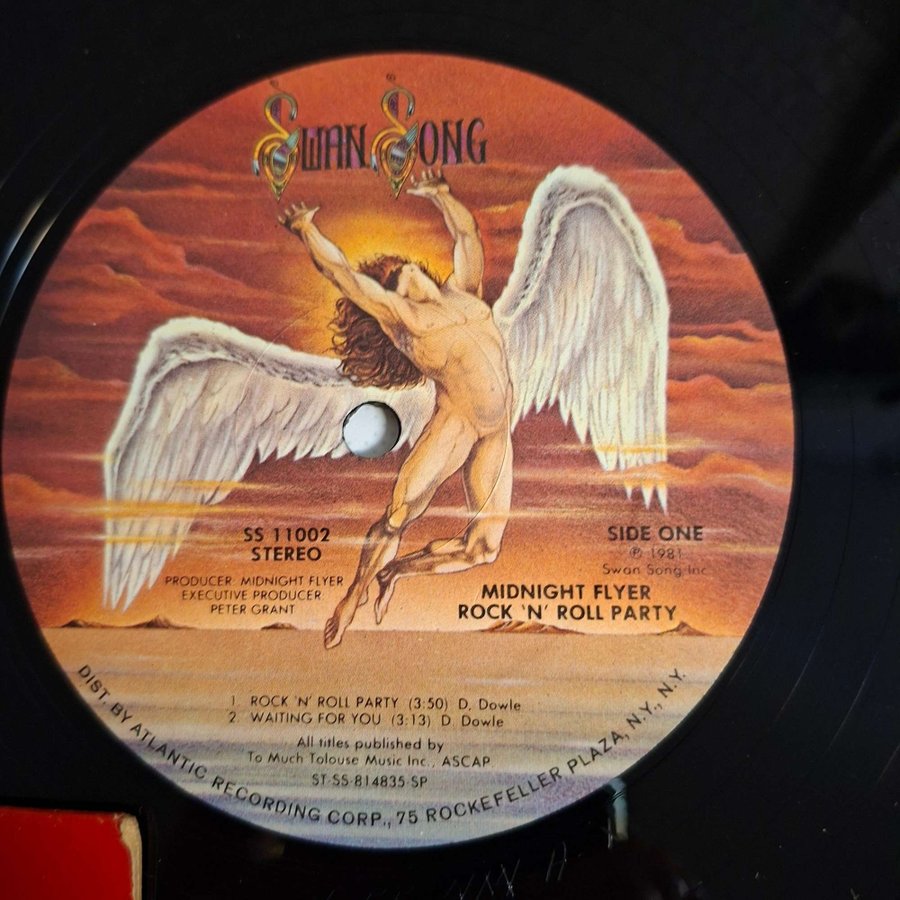 SWAN SONG
SS 11002
STEREO
PRODUCER: MIDNIGHT FLYER
EXECUTIVE PRODUCER:
PETER GRANT
SIDE ONE
℗ 1981
Swan Song Inc.
MIDNIGHT FLYER
ROCK 'N' ROLL PARTY
1. ROCK 'N' ROLL PARTY (3:50) D. Dowle
2. WAITING FOR YOU (3:13) D. Dowle
All titles published by
To Much Tolouse Music Inc., ASCAP.
ST-SS-814835-SP
DIST. BY ATLANTIC RECORDING CORP., 75 ROCKEFELLER PLAZA, N.Y., N.Y.